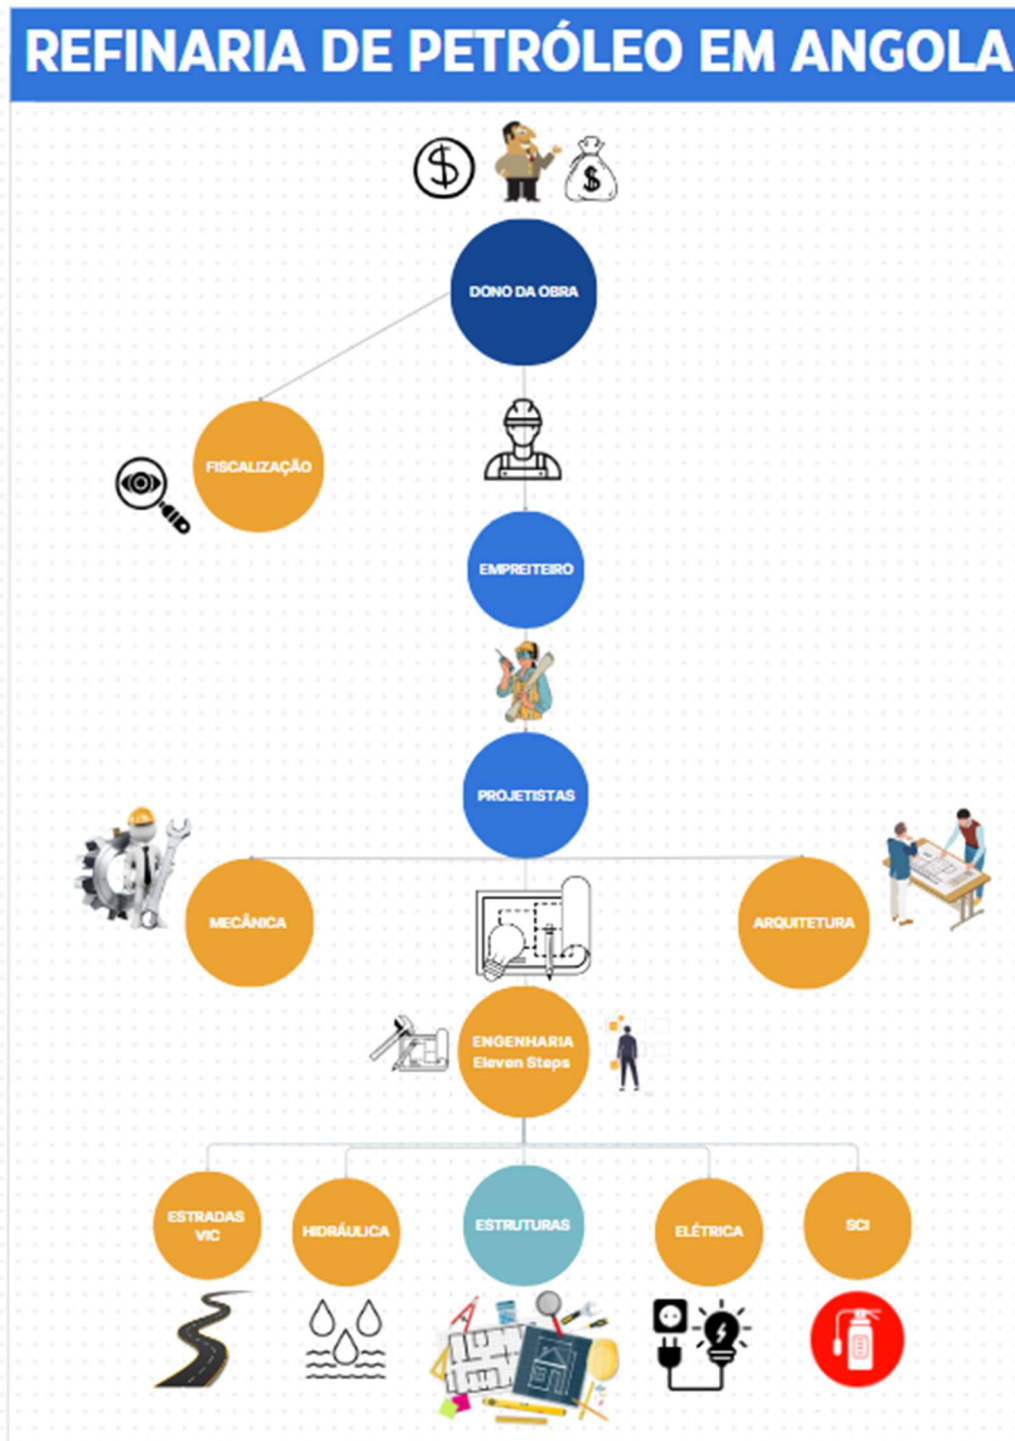 REFINARIA DE PETRÓLEO EM ANGOLA
DONO DA OBRA
FISCALIZAÇÃO
EMPREITEIRO
PROJETISTAS
MECÂNICA
ARQUITETURA
ENGENHARIA
Eleven Steps
ESTRADAS
VIC
HIDRÁULICA
ESTRUTURAS
ELÉTRICA
SCI